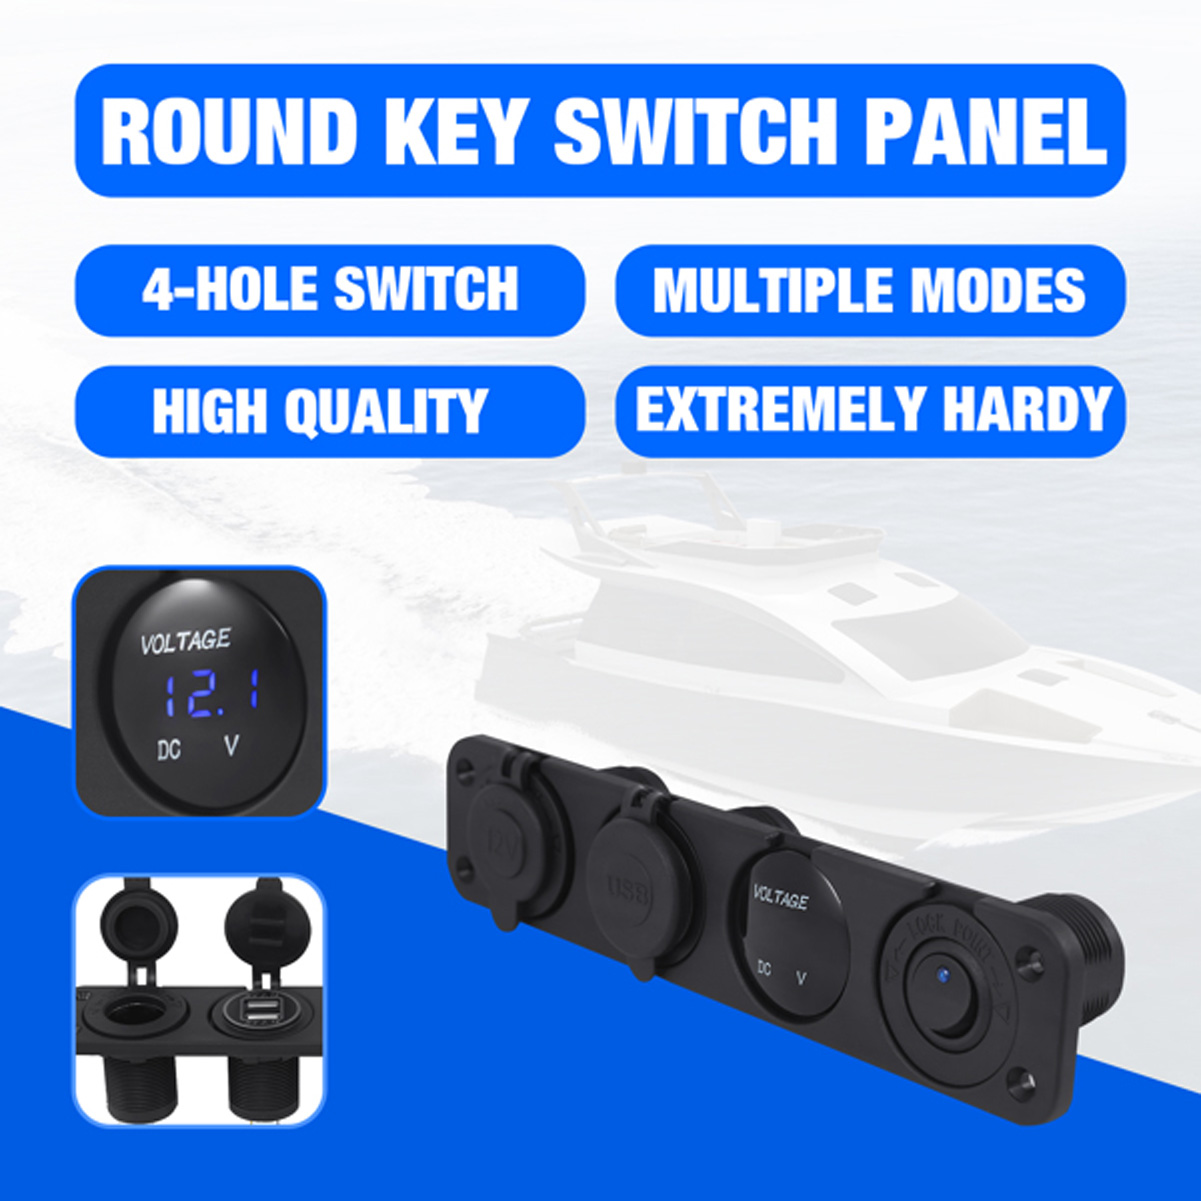 ROUND KEY SWITCH PANEL
4-HOLE SWITCH
MULTIPLE MODES
HIGH QUALITY
EXTREMELY HARDY
VOLTAGE
12.1
DC V
12V
USB
VOLTAGE
DC V
LOCK POINT